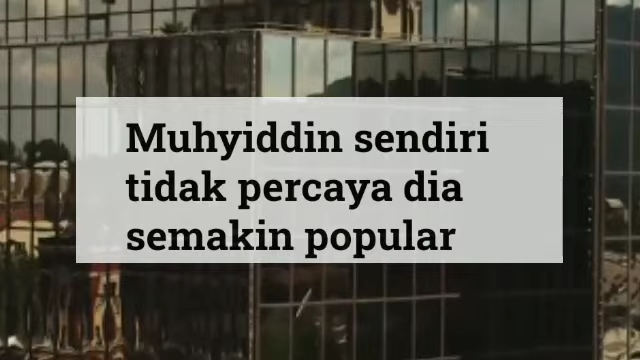 Muhyiddin sendiri
tidak percaya dia
semakin popular